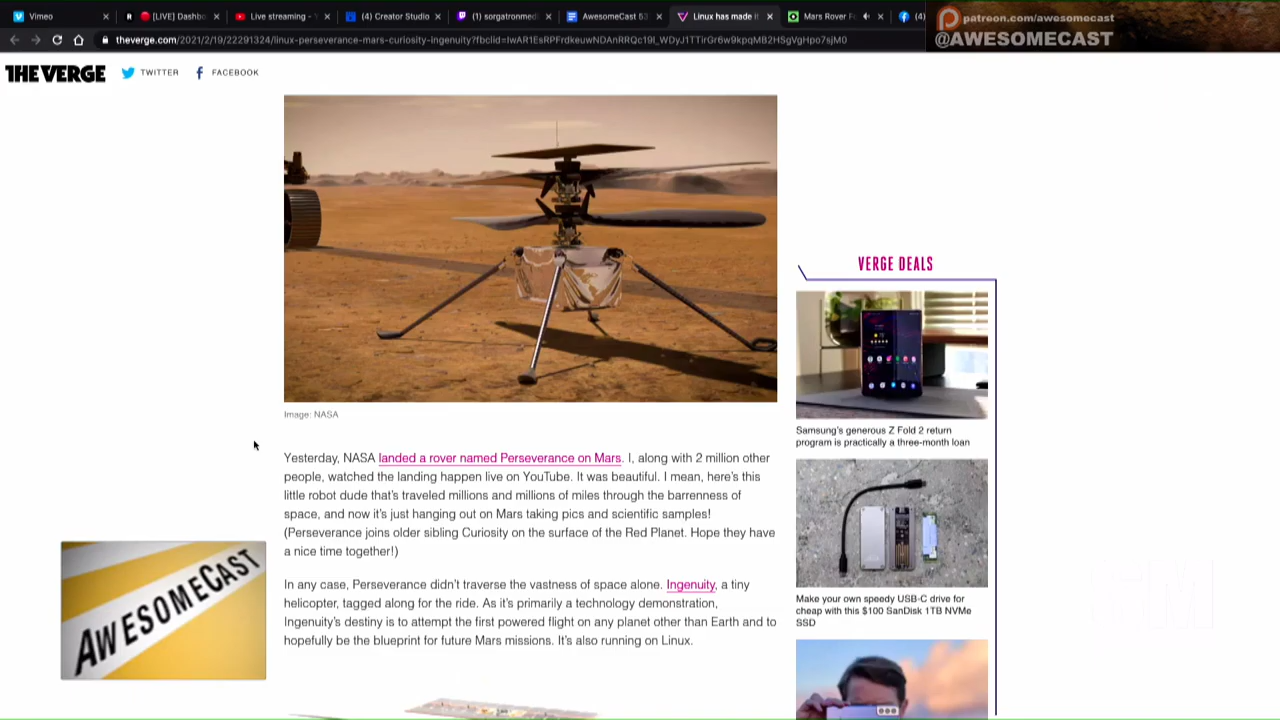 Vimeo
[LIVE] Dashbo
Live streaming - Y
(4) Creator Studio
sorgatronmed
AwesomeCast 53
Linux has made it
Mars Rover F
(4)
patreon.com/awesomecast
@AWESOMECAST
THE VERGE
TWITTER
FACEBOOK
Image: NASA
VERGE DEALS
Samsung's generous Z Fold 2 return
program is practically a three-month loan
Yesterday, NASA landed a rover named Perseverance on Mars. I, along with 2 million other
people, watched the landing happen live on YouTube. It was beautiful. I mean, here's this
little robot dude that's traveled millions and millions of miles through the barrenness of
space, and now it's just hanging out on Mars taking pics and scientific samples!
(Perseverance joins older sibling Curiosity on the surface of the Red Planet. Hope they have
a nice time together!)
In any case, Perseverance didn't traverse the vastness of space alone. Ingenuity, a tiny
helicopter, tagged along for the ride. As it's primarily a technology demonstration,
Ingenuity's destiny is to attempt the first powered flight on any planet other than Earth and to
hopefully be the blueprint for future Mars missions. It's also running on Linux.
Make your own speedy USB-C drive for
cheap with this $100 SanDisk 1TB NVMe
SSD
AWESOMECAST